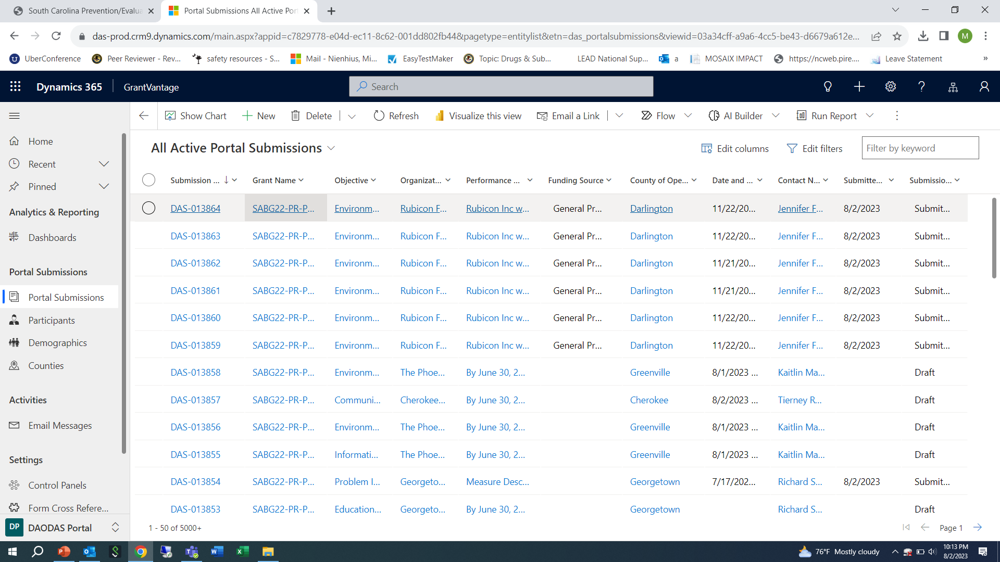 South Carolina Prevention/Evalua
Portal Submissions All Active Por
das-prod.crm9.dynamics.com/main.aspx?appid=c7829778-e04d-ec11-8c62-001dd802fb44&pagetype=entitylist&etn=das_portalsubmissions&viewid=03a34cff-a9a6-4cc5-be43-d6679a612e...
M
UberConference
Peer Reviewer - Rev...
safety resources - S...
Mail - Nienhius, Mi...
EasyTestMaker
Topic: Drugs & Sub...
LEAD National Sup...
a
MOSAIX IMPACT
https://ncweb.pire....
Leave Statement
»
Dynamics 365
GrantVantage
Search
Show Chart
New
Delete
Refresh
Visualize this view
Email a Link
Flow
AI Builder
Run Report
Home
Recent
Pinned
Analytics & Reporting
Dashboards
Portal Submissions
Portal Submissions
Participants
Demographics
Counties
Activities
Email Messages
Settings
Control Panels
Form Cross Refere...
DP DAODAS Portal
All Active Portal Submissions
Edit columns
Edit filters
Filter by keyword
Submission ... Grant Name Objective Organizat... Performance ... Funding Source County of Ope... Date and ... Contact N... Submitte... Submissio...
DAS-013864 SABG22-PR-P... Environm... Rubicon F... Rubicon Inc w... General Pr... Darlington 11/22/20... Jennifer F... 8/2/2023 Submit...
DAS-013863 SABG22-PR-P... Environm... Rubicon F... Rubicon Inc w... General Pr... Darlington 11/22/20... Jennifer F... 8/2/2023 Submit...
DAS-013862 SABG22-PR-P... Environm... Rubicon F... Rubicon Inc w... General Pr... Darlington 11/21/20... Jennifer F... 8/2/2023 Submit...
DAS-013861 SABG22-PR-P... Environm... Rubicon F... Rubicon Inc w... General Pr... Darlington 11/21/20... Jennifer F... 8/2/2023 Submit...
DAS-013860 SABG22-PR-P... Environm... Rubicon F... Rubicon Inc w... General Pr... Darlington 11/22/20... Jennifer F... 8/2/2023 Submit...
DAS-013859 SABG22-PR-P... Environm... Rubicon F... Rubicon Inc w... General Pr... Darlington 11/22/20... Jennifer F... 8/2/2023 Submit...
DAS-013858 SABG22-PR-P... Environm... The Phoe... By June 30, 2... Greenville 8/1/2023 ... Kaitlin Ma... Draft
DAS-013857 SABG22-PR-P... Communi... Cherokee... By June 30, 2... Cherokee 8/2/2023 ... Tierney R... Draft
DAS-013856 SABG22-PR-P... Environm... The Phoe... By June 30, 2... Greenville 8/1/2023 ... Kaitlin Ma... Draft
DAS-013855 SABG22-PR-P... Informati... The Phoe... By June 30, 2... Greenville 8/1/2023 ... Kaitlin Ma... Draft
DAS-013854 SABG22-PR-P... Problem I... Georgeto... Measure Desc... Georgetown 7/17/202... Richard S... 8/2/2023 Submit...
DAS-013853 SABG22-PR-P... Education... Georgeto... By June 30, 2... Georgetown Richard S... Draft
1 - 50 of 5000+
Page 1
76°F Mostly cloudy
10:13 PM
8/2/2023